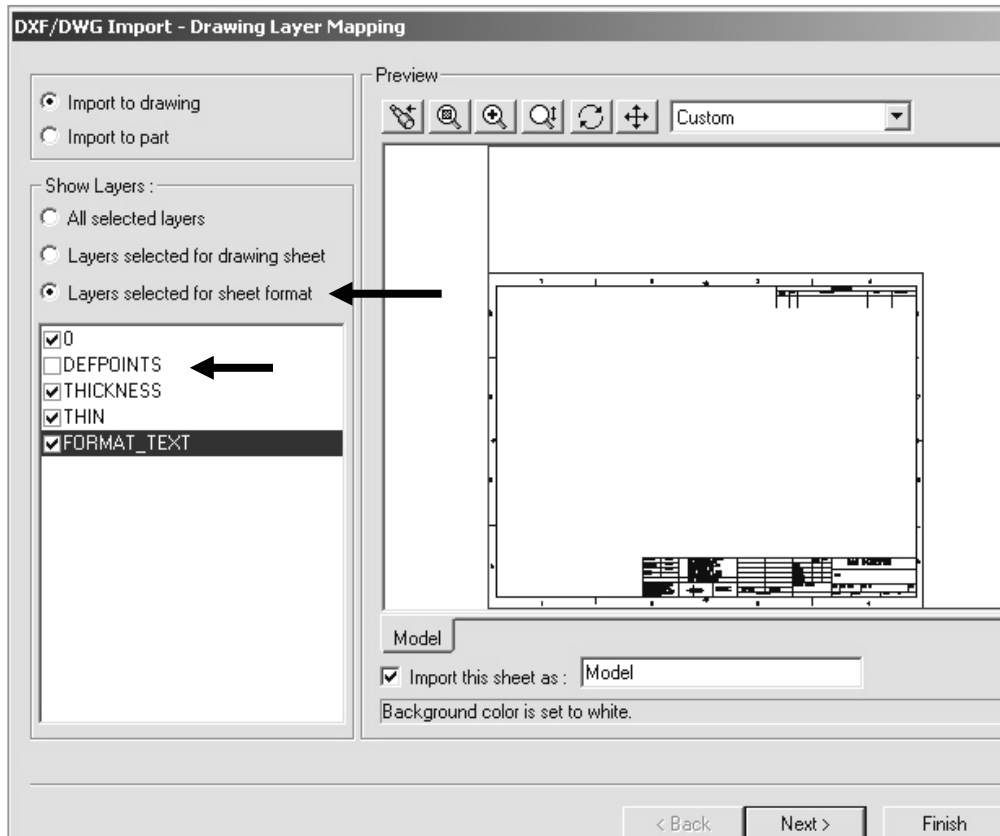 DXF/DWG Import - Drawing Layer Mapping
Import to drawing
Import to part
Show Layers :
All selected layers
Layers selected for drawing sheet
Layers selected for sheet format
0
DEFPOINTS
THICKNESS
THIN
FORMAT_TEXT
Preview
Custom
Model
Import this sheet as :
Model
Background color is set to white.
< Back
Next >
Finish